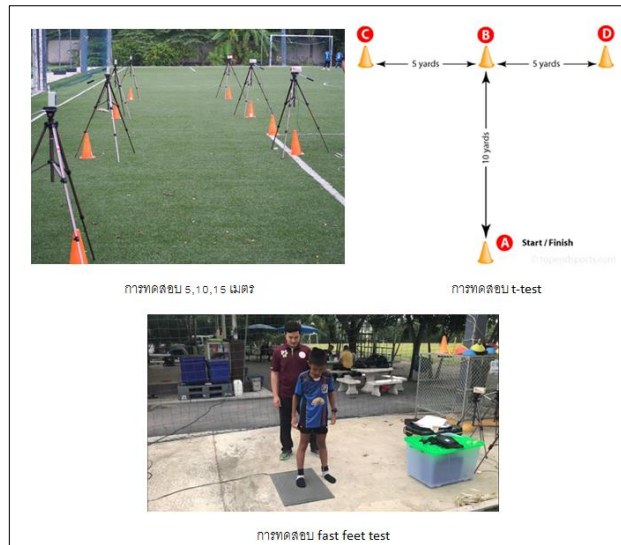 C
B
D
5 yards
5 yards
10 yards
A Start / Finish
การทดสอบ 5,10,15 เมตร
การทดสอบ t-test
การทดสอบ fast feet test